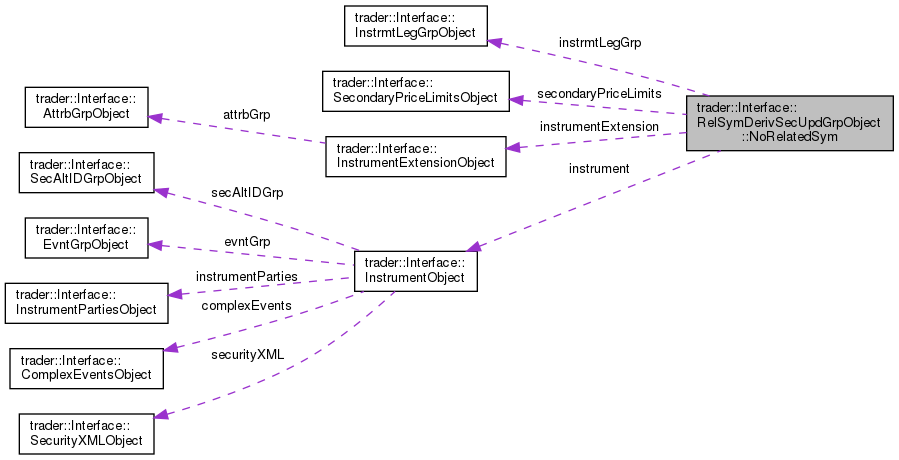 trader::Interface::
InstrmtLegGrpObject
instrmtLegGrp
trader::Interface::
SecondaryPriceLimitsObject
secondaryPriceLimits
trader::Interface::
RelSymDerivSecUpdGrpObject
::NoRelatedSym
trader::Interface::
AttrbGrpObject
attrbGrp
instrumentExtension
trader::Interface::
InstrumentExtensionObject
instrument
trader::Interface::
SecAltIDGrpObject
secAltIDGrp
trader::Interface::
EvntGrpObject
evntGrp
trader::Interface::
InstrumentObject
instrumentParties
trader::Interface::
InstrumentPartiesObject
complexEvents
trader::Interface::
ComplexEventsObject
securityXML
trader::Interface::
SecurityXMLObject